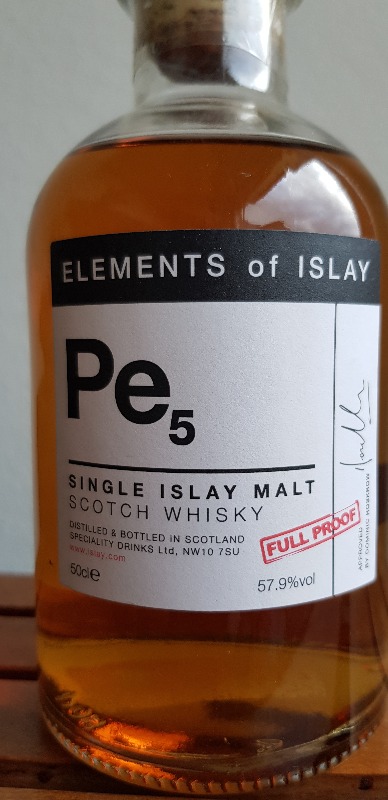 ELEMENTS of ISLAY
Pe5
SINGLE ISLAY MALT
SCOTCH WHISKY
DISTILLED & BOTTLED IN SCOTLAND
SPECIALITY DRINKS Ltd, NW10 7SU
www.islay.com
50cle
FULL PROOF
57.9%vol
APPROVED
BY DOMINIC ROSKROW